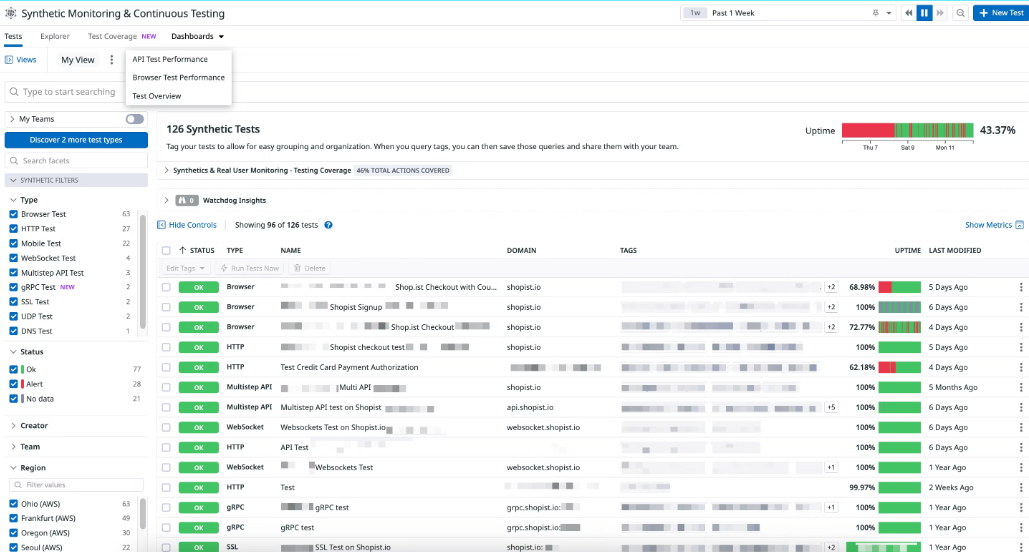 Synthetic Monitoring & Continuous Testing
1w Past 1 Week
+ New Test
Tests Explorer Test Coverage NEW Dashboards
Views My View
API Test Performance
Browser Test Performance
Test Overview
Type to start searching
My Teams
Discover 2 more test types
Search facets
SYNTHETIC FILTERS
Type
Browser Test 63
HTTP Test 27
Mobile Test 22
WebSocket Test 4
Multistep API Test 3
gRPC Test NEW 2
SSL Test 2
UDP Test 2
DNS Test 1
Status
Ok 77
Alert 28
No data 21
Creator
Team
Region
Filter values
Ohio (AWS) 63
Frankfurt (AWS) 49
Oregon (AWS) 30
Seoul (AWS) 22
126 Synthetic Tests
Uptime 43.37%
Thu 7 Sat 9 Mon 11
Tag your tests to allow for easy grouping and organization. When you query tags, you can then save those queries and share them with your team.
Synthetics & Real User Monitoring - Testing Coverage 46% TOTAL ACTIONS COVERED
0 Watchdog Insights
Hide Controls Showing 96 of 126 tests ? Show Metrics
STATUS TYPE NAME DOMAIN TAGS UPTIME LAST MODIFIED
Edit Tags Run Tests Now Delete
OK Browser Shop.ist Checkout with Cou... shopist.io +2 68.98% 5 Days Ago
OK Browser Shopist Signup shopist.io +2 100% 6 Days Ago
OK Browser Shop.ist Checkout shopist.io +2 72.77% 4 Days Ago
OK HTTP Shopist checkout test shopist.io 100% 5 Days Ago
OK HTTP Test Credit Card Payment Authorization 62.18% 4 Days Ago
OK Multistep API Multi API shopist.io 100% 5 Months Ago
OK Multistep API Multistep API test on Shopist api.shopist.io +5 100% 6 Days Ago
OK WebSocket Websockets Test on Shopist.io websocket.shopist.io 100% 6 Days Ago
OK HTTP API Test 100% 6 Days Ago
OK WebSocket Websockets Test websocket.shopist.io +1 100% 1 Year Ago
OK HTTP Test 99.97% 2 Weeks Ago
OK gRPC gRPC test grpc.shopist.io: +1 100% 1 Year Ago
OK gRPC gRPC test grpc.shopist.io: 100% 1 Year Ago
OK SSL SSL Test on Shopist.io shopist.io: +2 100% 1 Year Ago